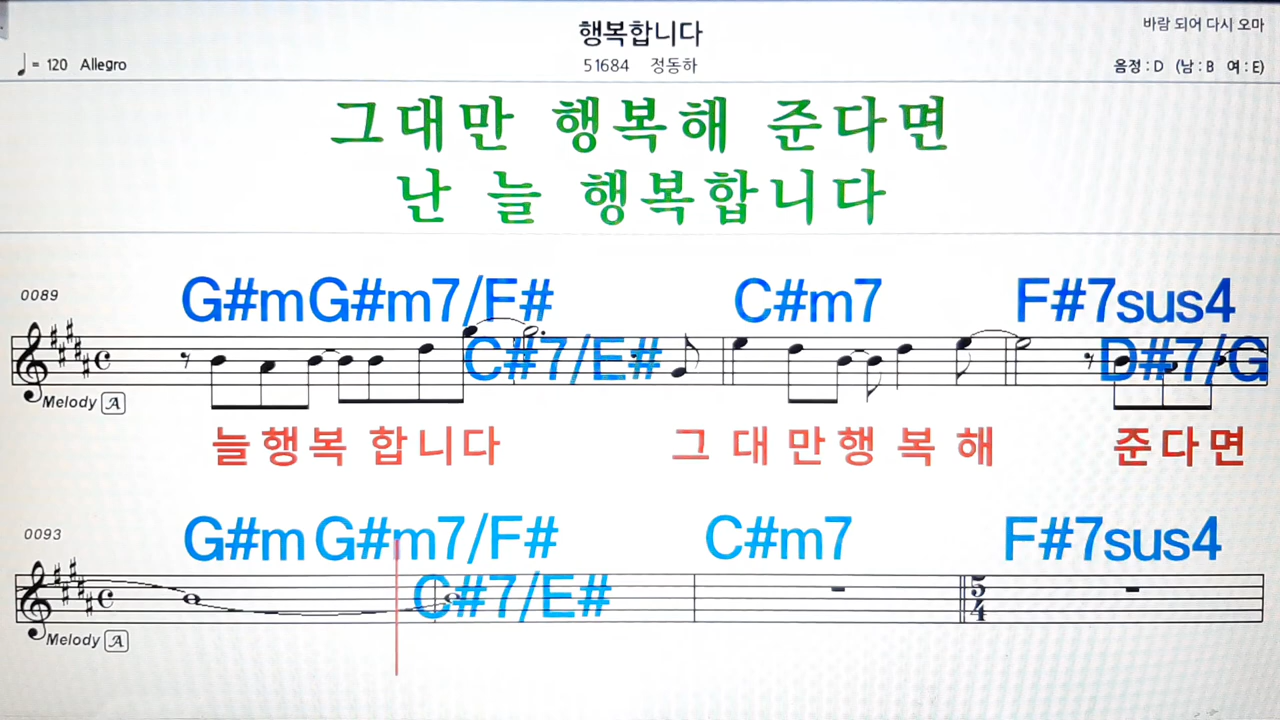 행복합니다
바람 되어 다시 오마
♩= 120 Allegro
51684 정동하
음정 : D (남 : B 여 : E)
그대만 행복해 준다면
난 늘 행복합니다
0089
G#m G#m7/F# C#m7 F#7sus4
C#7/E# D#7/G
Melody A
늘 행 복 합 니 다 그 대 만 행 복 해 준 다 면
0093
G#m G#m7/F# C#m7 F#7sus4
C#7/E#
5
4
Melody A